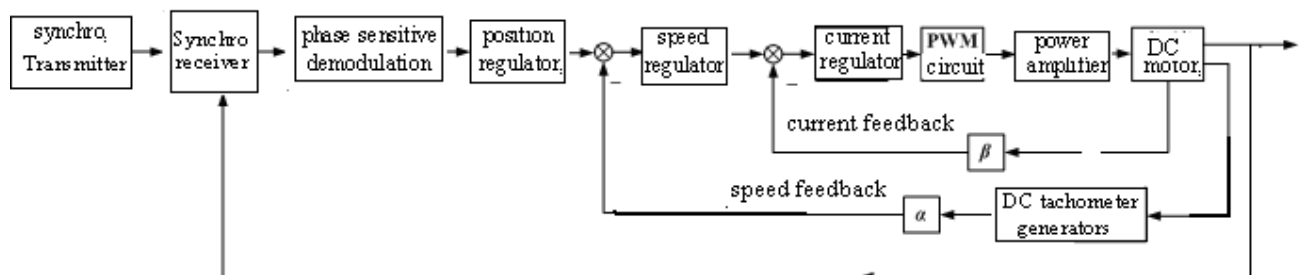 synchro,
Transmitter
Synchro
receiver
phase sensitive
demodulation
position
regulator.
speed
regulator
current
regulator
PWM
circuit
power
amplifier
DC
motor.
current feedback
β
speed feedback
α
DC tachometer
generators